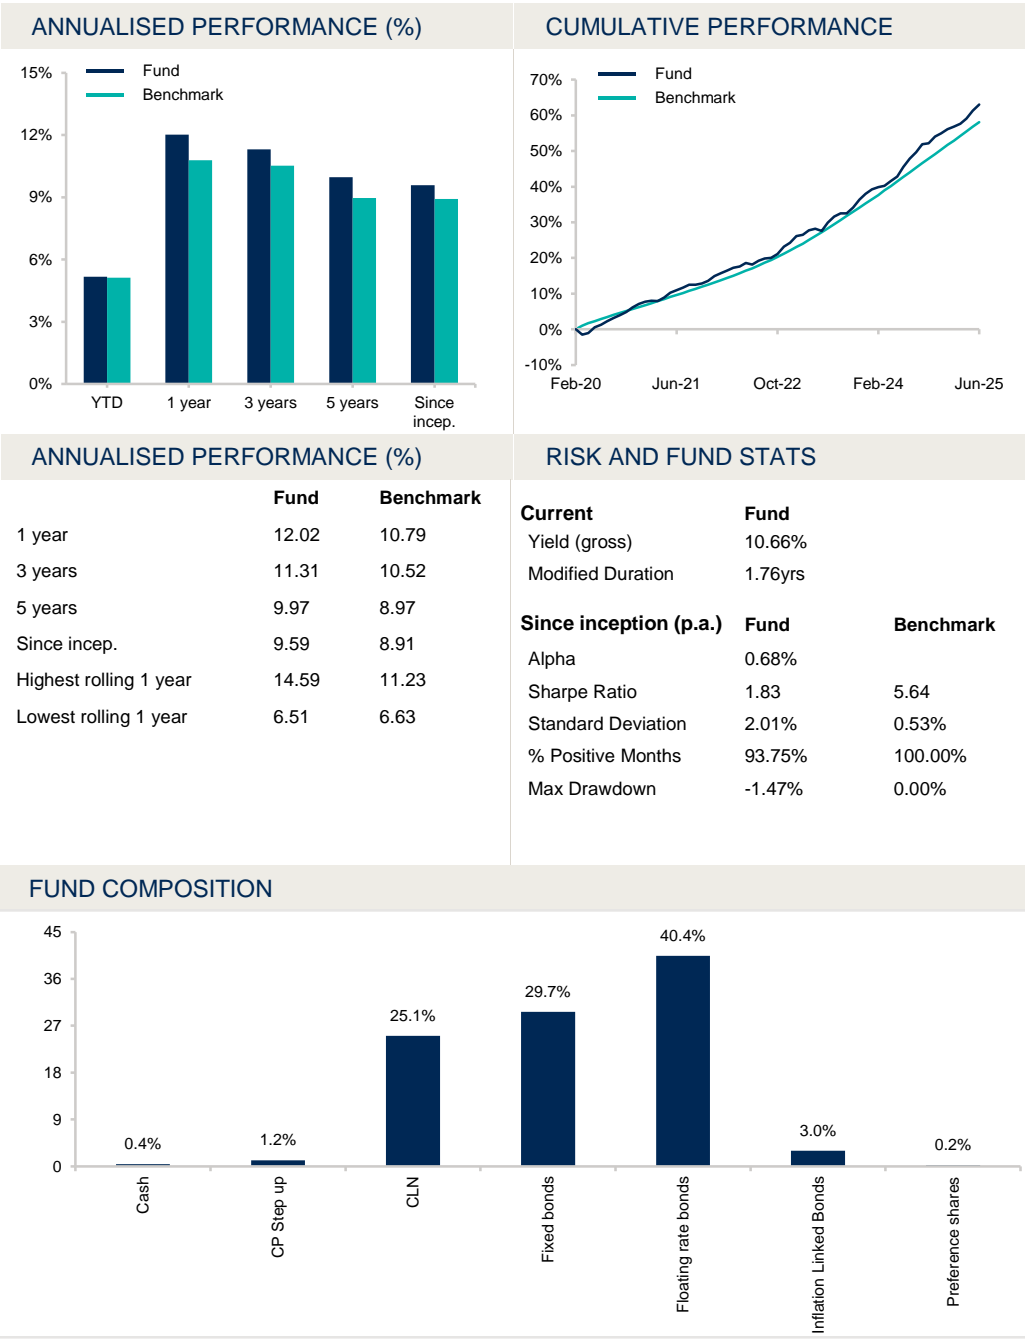 ANNUALISED PERFORMANCE (%)
15%
12%
9%
6%
3%
0%
Fund
Benchmark
YTD
1 year
3 years
5 years
Since
incep.
CUMULATIVE PERFORMANCE
70%
60%
50%
40%
30%
20%
10%
0%
-10%
Fund
Benchmark
Feb-20
Jun-21
Oct-22
Feb-24
Jun-25
ANNUALISED PERFORMANCE (%)
Fund Benchmark
1 year 12.02 10.79
3 years 11.31 10.52
5 years 9.97 8.97
Since incep. 9.59 8.91
Highest rolling 1 year 14.59 11.23
Lowest rolling 1 year 6.51 6.63
RISK AND FUND STATS
Current Fund
Yield (gross) 10.66%
Modified Duration 1.76yrs
Since inception (p.a.) Fund Benchmark
Alpha 0.68%
Sharpe Ratio 1.83 5.64
Standard Deviation 2.01% 0.53%
% Positive Months 93.75% 100.00%
Max Drawdown -1.47% 0.00%
FUND COMPOSITION
45
36
27
18
9
0
0.4%
1.2%
25.1%
29.7%
40.4%
3.0%
0.2%
Cash
CP Step up
CLN
Fixed bonds
Floating rate bonds
Inflation Linked Bonds
Preference shares